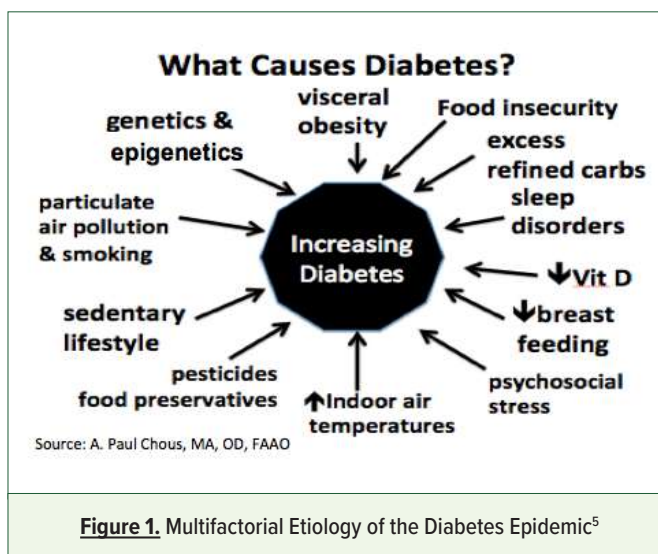 What Causes Diabetes?
visceral
obesity
Food insecurity
genetics &
epigenetics
excess
refined carbs
particulate
air pollution
& smoking
sleep
disorders
Increasing
Diabetes
↓Vit D
sedentary
lifestyle
↓breast
feeding
pesticides
food preservatives
↑Indoor air
temperatures
psychosocial
stress
Source: A. Paul Chous, MA, OD, FAAO
Figure 1. Multifactorial Etiology of the Diabetes Epidemic⁵